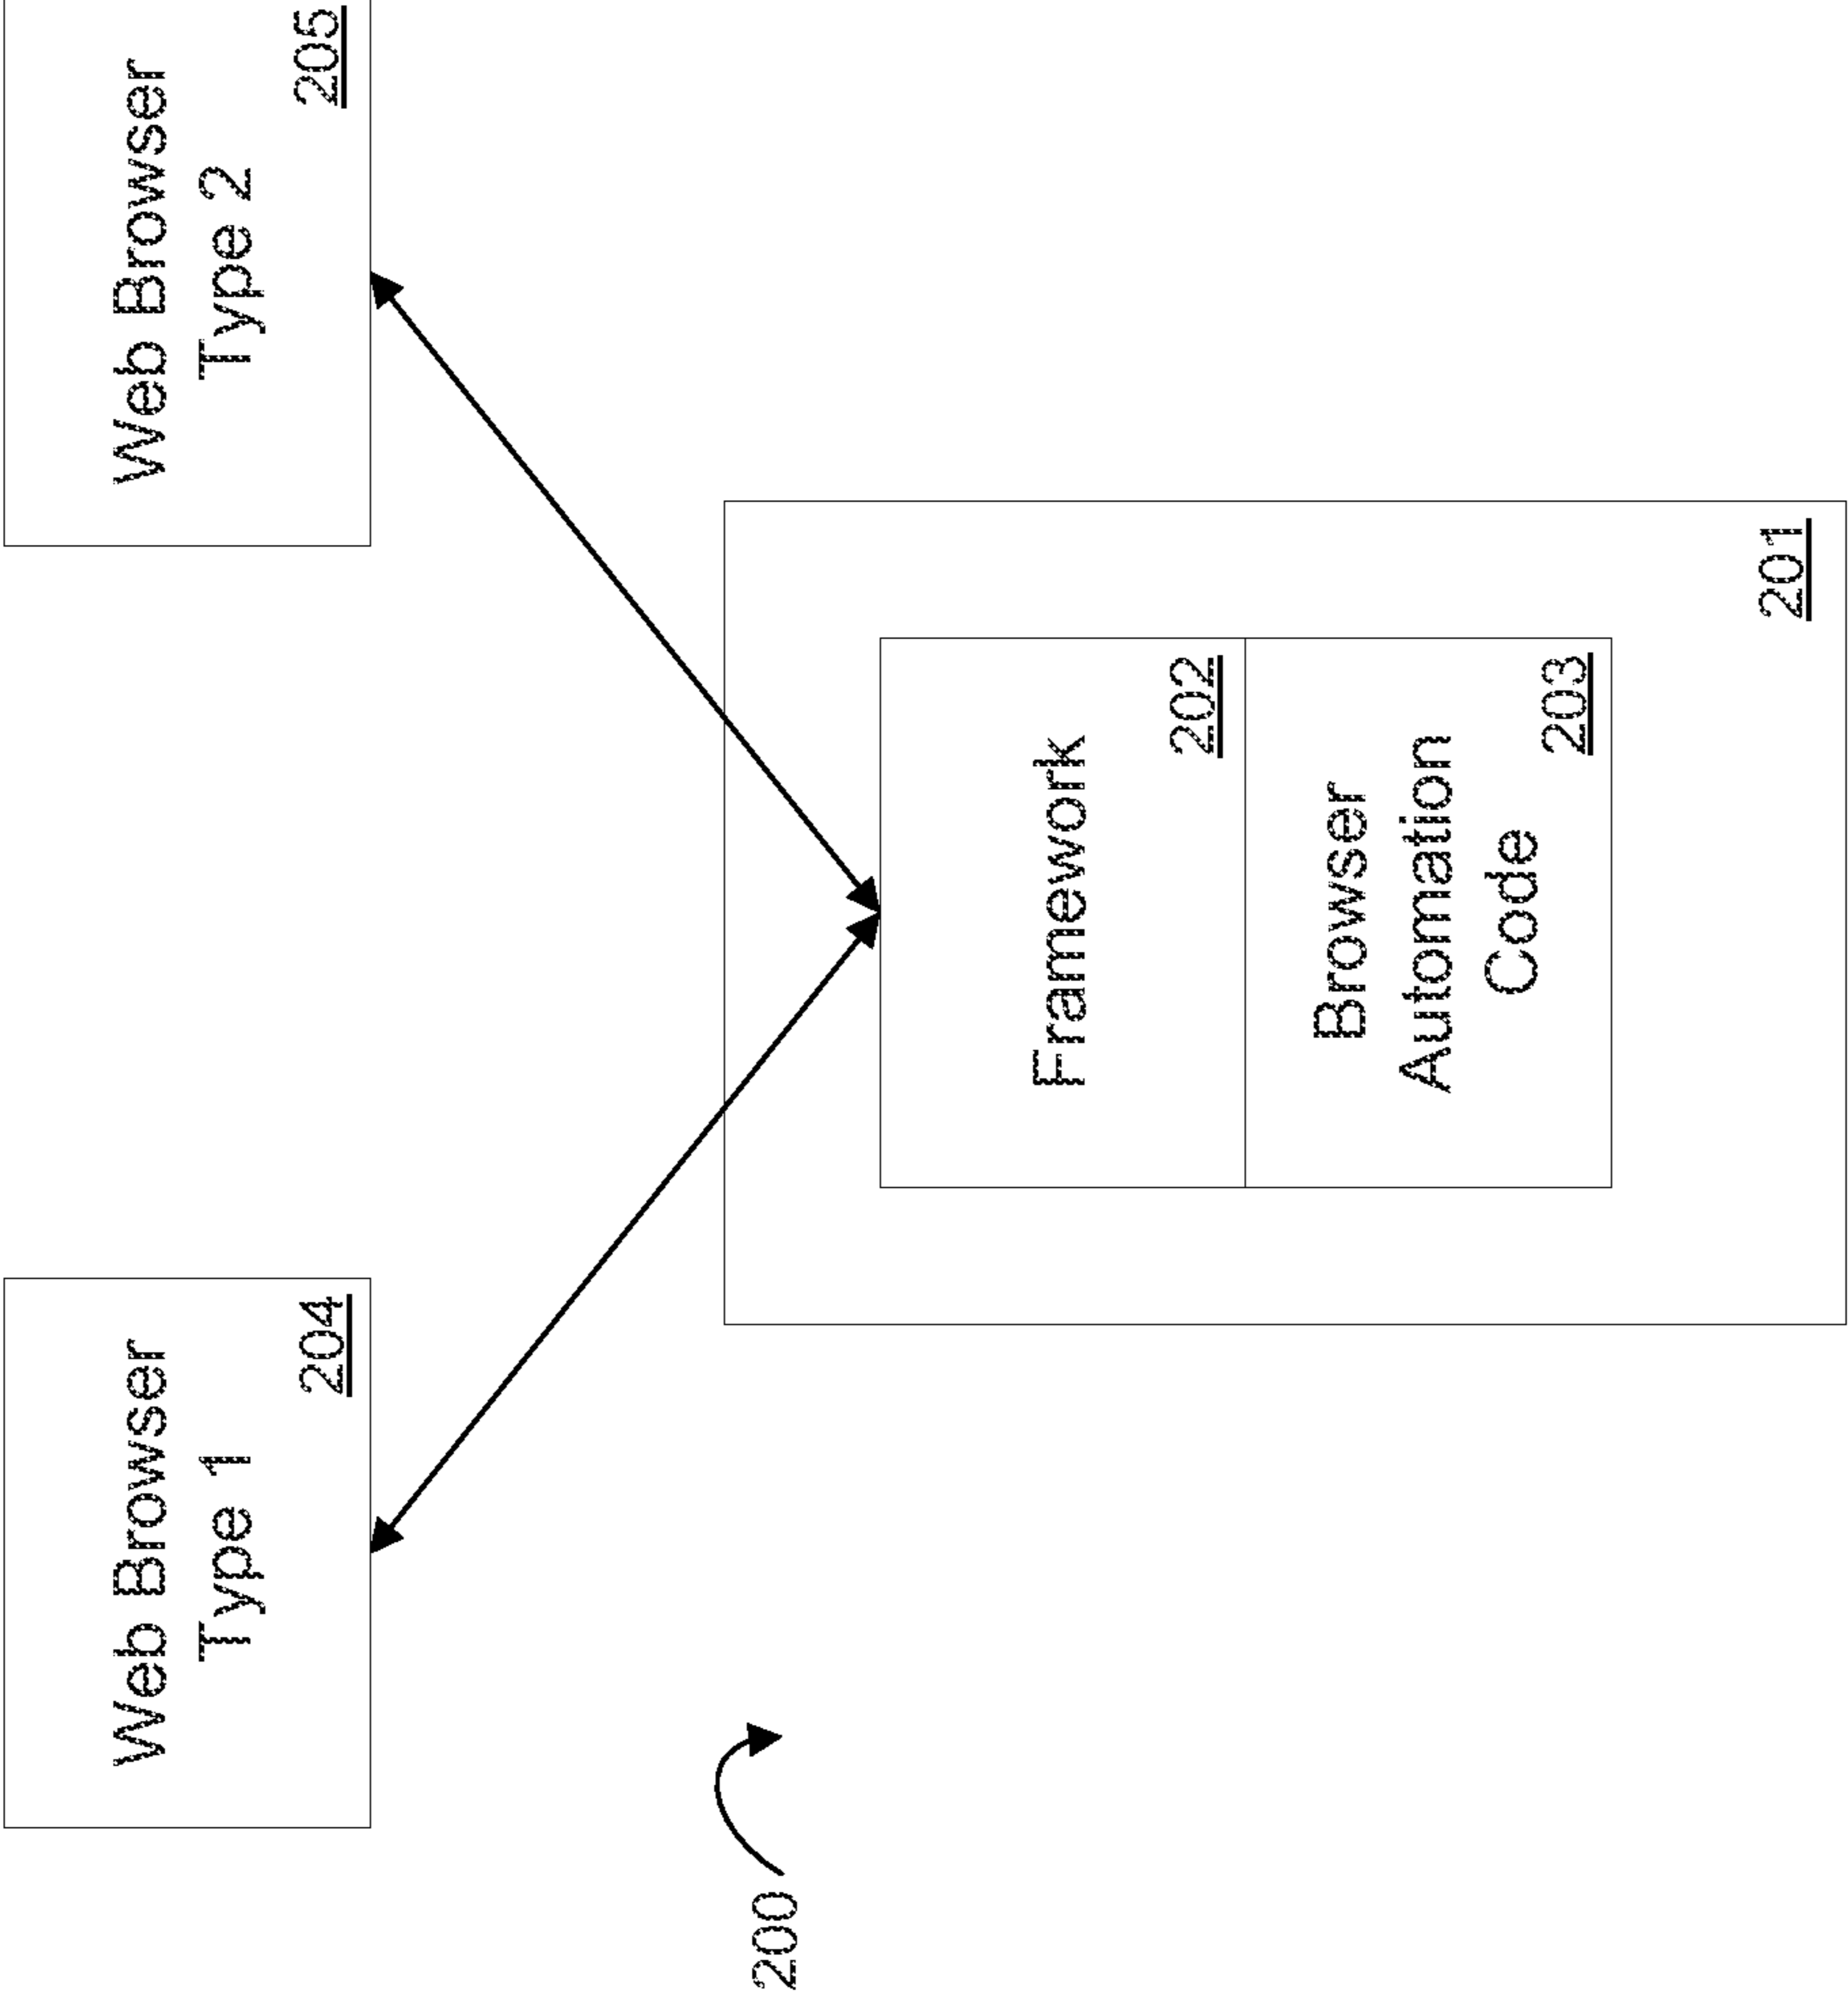 Web Browser
Type 1
204
Web Browser
Type 2
205
200
Framework
202
Browser
Automation
Code
203
201